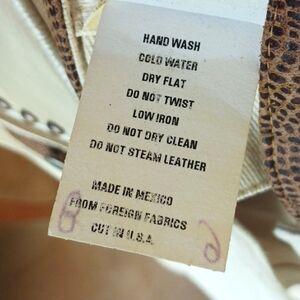 HAND WASH
COLD WATER
DRY FLAT
DO NOT TWIST
LOW IRON
DO NOT DRY CLEAN
DO NOT STEAM LEATHER
MADE IN MEXICO
FROM FOREIGN FABRICS
CUT IN U.S.A.